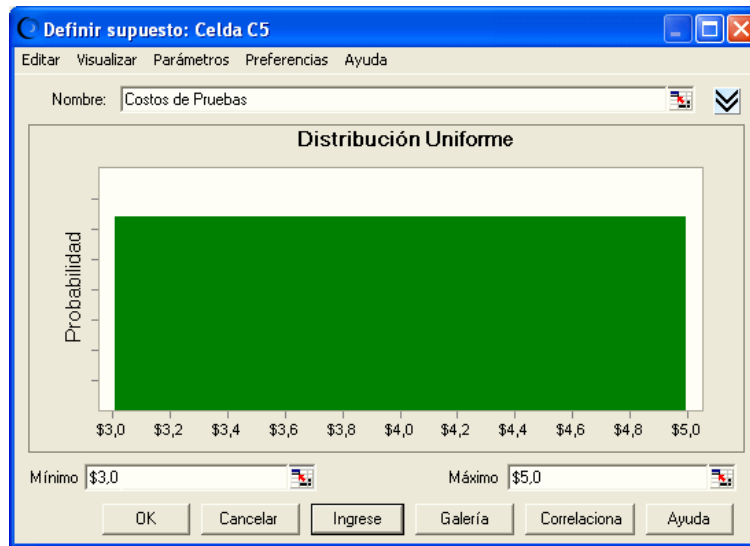 Definir supuesto: Celda C5
Editar Visualizar Parámetros Preferencias Ayuda
Nombre: Costos de Pruebas
Distribución Uniforme
Probabilidad
$3,0 $3,2 $3,4 $3,6 $3,8 $4,0 $4,2 $4,4 $4,6 $4,8 $5,0
Mínimo $3,0 Máximo $5,0
OK Cancelar Ingrese Galería Correlaciona Ayuda